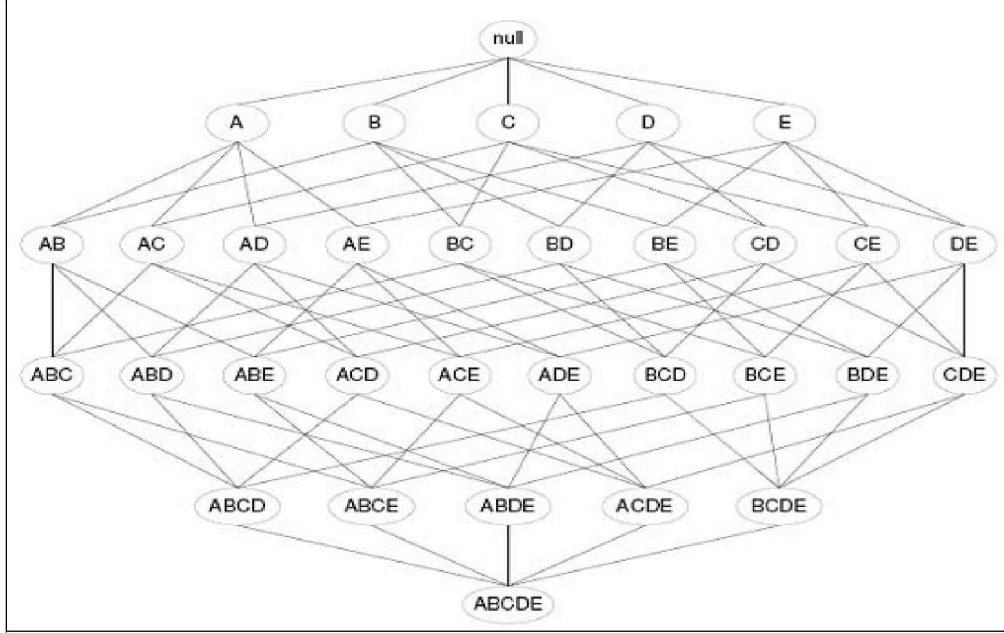 null
A B C D E
AB AC AD AE BC BD BE CD CE DE
ABC ABD ABE ACD ACE ADE BCD BCE BDE CDE
ABCD ABCE ABDE ACDE BCDE
ABCDE